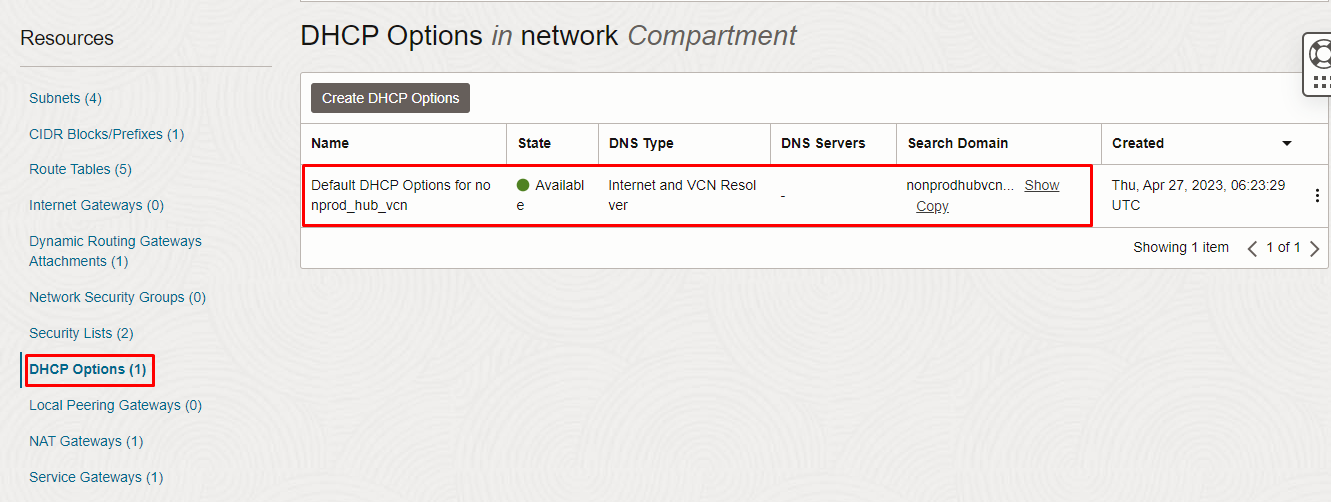 Resources
Subnets (4)
CIDR Blocks/Prefixes (1)
Route Tables (5)
Internet Gateways (0)
Dynamic Routing Gateways
Attachments (1)
Network Security Groups (0)
Security Lists (2)
DHCP Options (1)
Local Peering Gateways (0)
NAT Gateways (1)
Service Gateways (1)
DHCP Options in network Compartment
Create DHCP Options
Name State DNS Type DNS Servers Search Domain Created
Default DHCP Options for no Availabl Internet and VCN Resol - nonprodhubvcn... Show Thu, Apr 27, 2023, 06:23:29
nprod_hub_vcn e ver Copy UTC
Showing 1 item 1 of 1